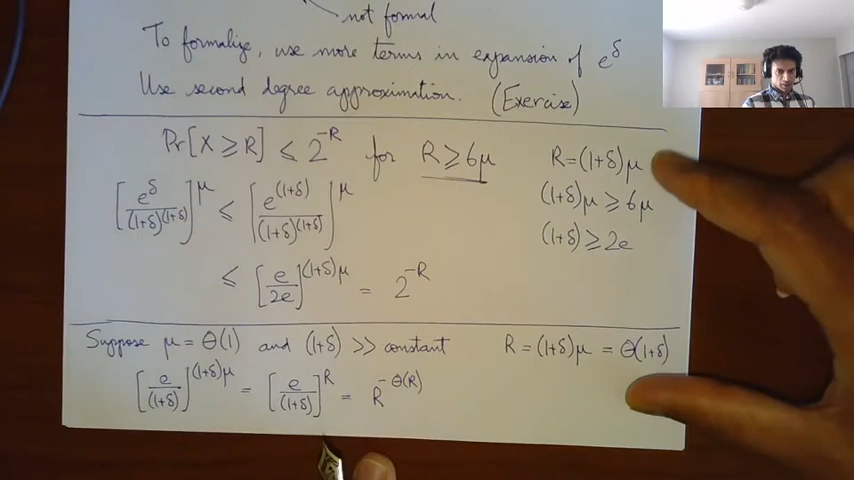 not formal
To formalize, use more terms in expansion of e^δ
Use second degree approximation. (Exercise)
Pr[X ≥ R] ≤ 2^{-R} for R ≥ 6μ
R = (1+δ)μ
(1+δ)μ ≥ 6μ
(1+δ) ≥ 2e
[e^δ / (1+δ)^{(1+δ)}]^μ ≤ [e^{(1+δ)} / (1+δ)^{(1+δ)}]^μ
≤ [e / 2e]^{(1+δ)μ} = 2^{-R}
Suppose μ = Θ(1) and (1+δ) >> constant
R = (1+δ)μ = Θ(1+δ)
[e / (1+δ)]^{(1+δ)μ} = [e / (1+δ)]^R = R^{-Θ(R)}